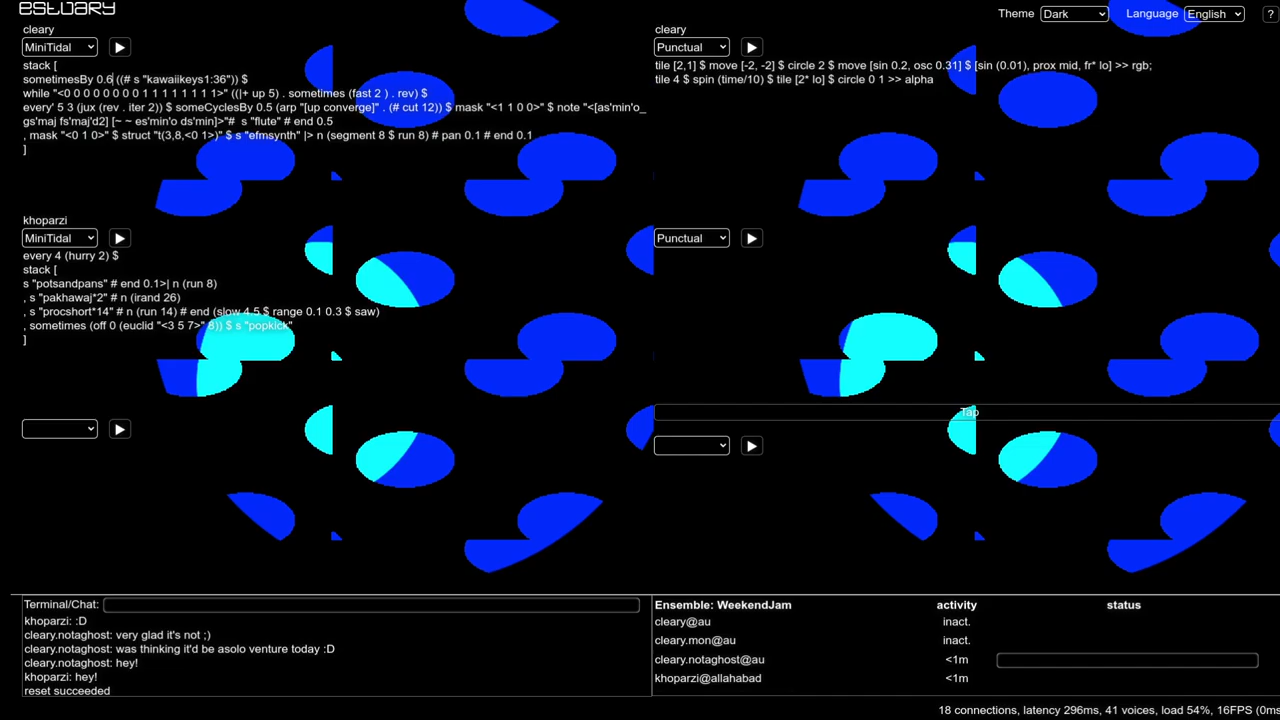 estuary
Theme Dark Language English ?
cleary
MiniTidal
stack [
sometimesBy 0.6 ((# s "kawaiikeys1:36")) $
while "<0 0 0 0 0 0 0 0 1 1 1 1 1 1 1 1>" ((|+ up 5) . sometimes (fast 2 ) . rev) $
every' 5 3 (jux (rev . iter 2)) $ someCyclesBy 0.5 (arp "[up converge]" . (# cut 12)) $ mask "<1 1 0 0>" $ note "<[as'min'o_
gs'maj fs'maj'd2] [~ ~ es'min'o ds'min]>"# s "flute" # end 0.5
, mask "<0 1 0>" $ struct "t(3,8,<0 1>)" $ s "efmsynth" |> n (segment 8 $ run 8) # pan 0.1 # end 0.1
]
cleary
Punctual
tile [2,1] $ move [-2, -2] $ circle 2 $ move [sin 0.2, osc 0.31] $ [sin (0.01), prox mid, fr* lo] >> rgb;
tile 4 $ spin (time/10) $ tile [2* lo] $ circle 0 1 >> alpha
khoparzi
MiniTidal
every 4 (hurry 2) $
stack [
s "potsandpans" # end 0.1>| n (run 8)
, s "pakhawaj*2" # n (irand 26)
, s "procshort*14" # n (run 14) # end (slow 4.5 $ range 0.1 0.3 $ saw)
, sometimes (off 0 (euclid "<3 5 7>" 8)) $ s "popkick"
]
Punctual
Tap
Terminal/Chat:
khoparzi: :D
cleary.notaghost: very glad it's not ;)
cleary.notaghost: was thinking it'd be asolo venture today :D
cleary.notaghost: hey!
khoparzi: hey!
reset succeeded
Ensemble: WeekendJam activity status
cleary@au inact.
cleary.mon@au inact.
cleary.notaghost@au <1m
khoparzi@allahabad <1m
18 connections, latency 296ms, 41 voices, load 54%, 16FPS (0ms